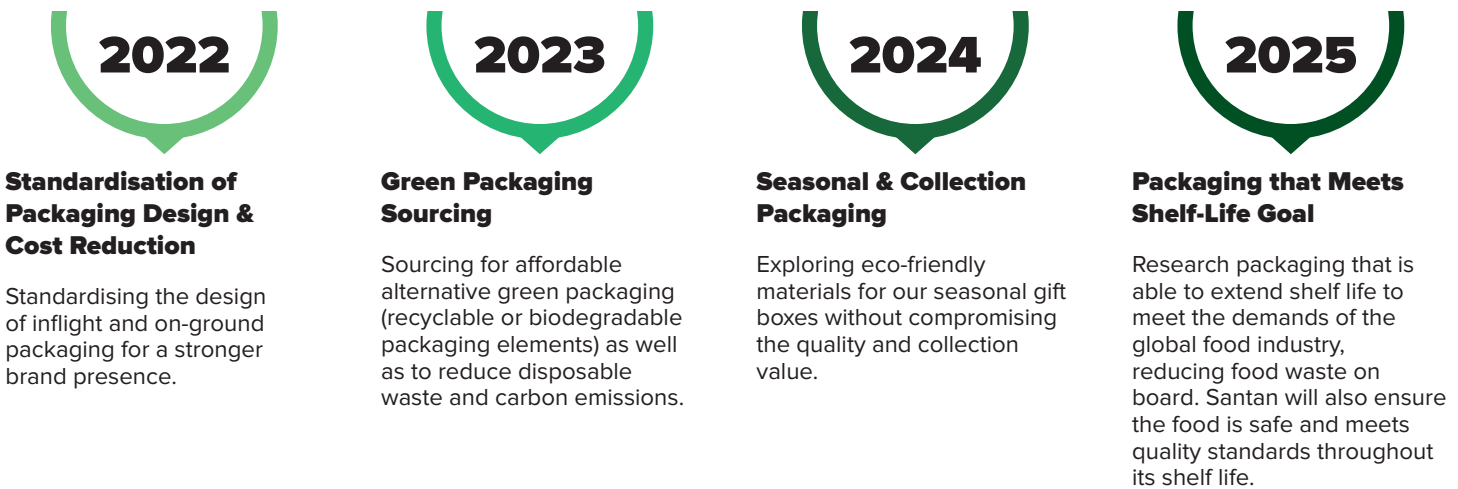 2022
Standardisation of
Packaging Design &
Cost Reduction
Standardising the design
of inflight and on-ground
packaging for a stronger
brand presence.
2023
Green Packaging
Sourcing
Sourcing for affordable
alternative green packaging
(recyclable or biodegradable
packaging elements) as well
as to reduce disposable
waste and carbon emissions.
2024
Seasonal & Collection
Packaging
Exploring eco-friendly
materials for our seasonal gift
boxes without compromising
the quality and collection
value.
2025
Packaging that Meets
Shelf-Life Goal
Research packaging that is
able to extend shelf life to
meet the demands of the
global food industry,
reducing food waste on
board. Santan will also ensure
the food is safe and meets
quality standards throughout
its shelf life.